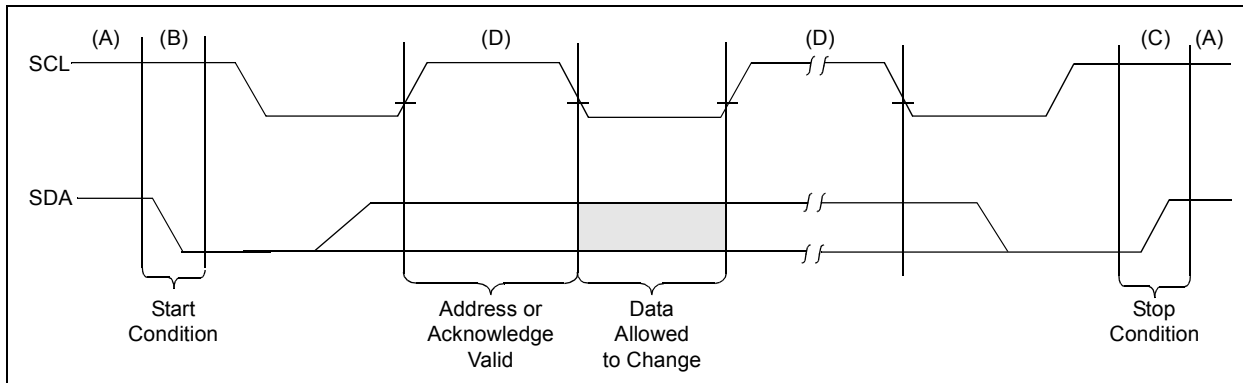 (A) (B) (D) (D) (C) (A)
SCL
SDA
Start
Condition
Address or
Acknowledge
Valid
Data
Allowed
to Change
Stop
Condition